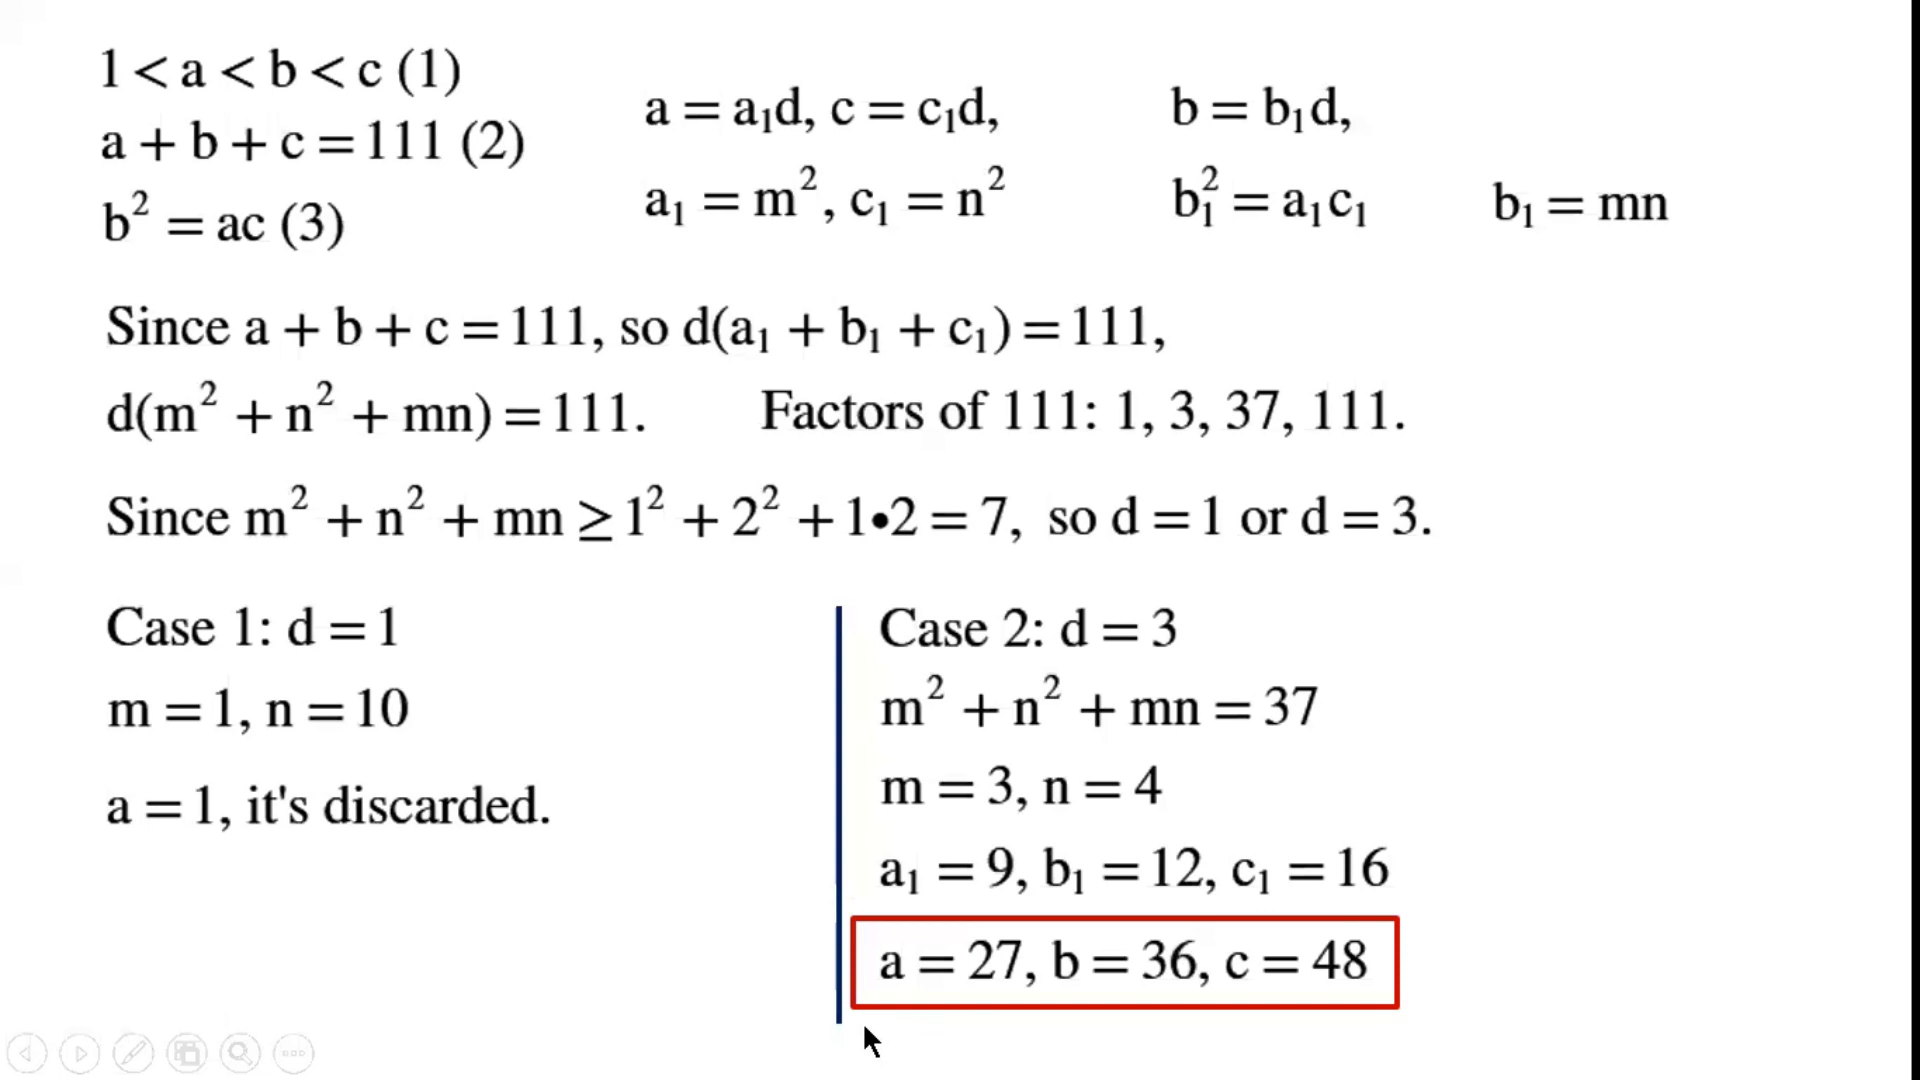 1 < a < b < c (1)
a + b + c = 111 (2)
b² = ac (3)
a = a₁d, c = c₁d, b = b₁d,
a₁ = m², c₁ = n² b₁² = a₁c₁ b₁ = mn
Since a + b + c = 111, so d(a₁ + b₁ + c₁) = 111,
d(m² + n² + mn) = 111. Factors of 111: 1, 3, 37, 111.
Since m² + n² + mn ≥ 1² + 2² + 1•2 = 7, so d = 1 or d = 3.
Case 1: d = 1
m = 1, n = 10
a = 1, it's discarded.
Case 2: d = 3
m² + n² + mn = 37
m = 3, n = 4
a₁ = 9, b₁ = 12, c₁ = 16
a = 27, b = 36, c = 48